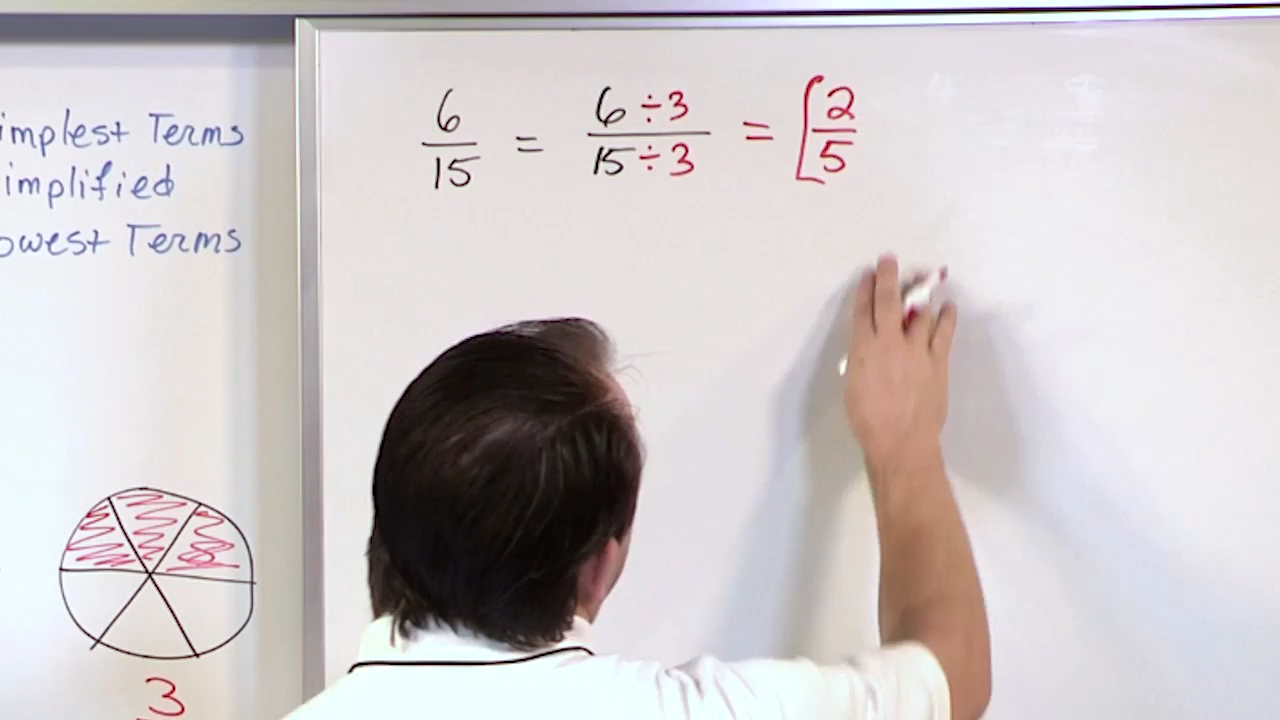 implest Terms
implified
owest Terms
6/15 = 6÷3/15÷3 = [2/5
3